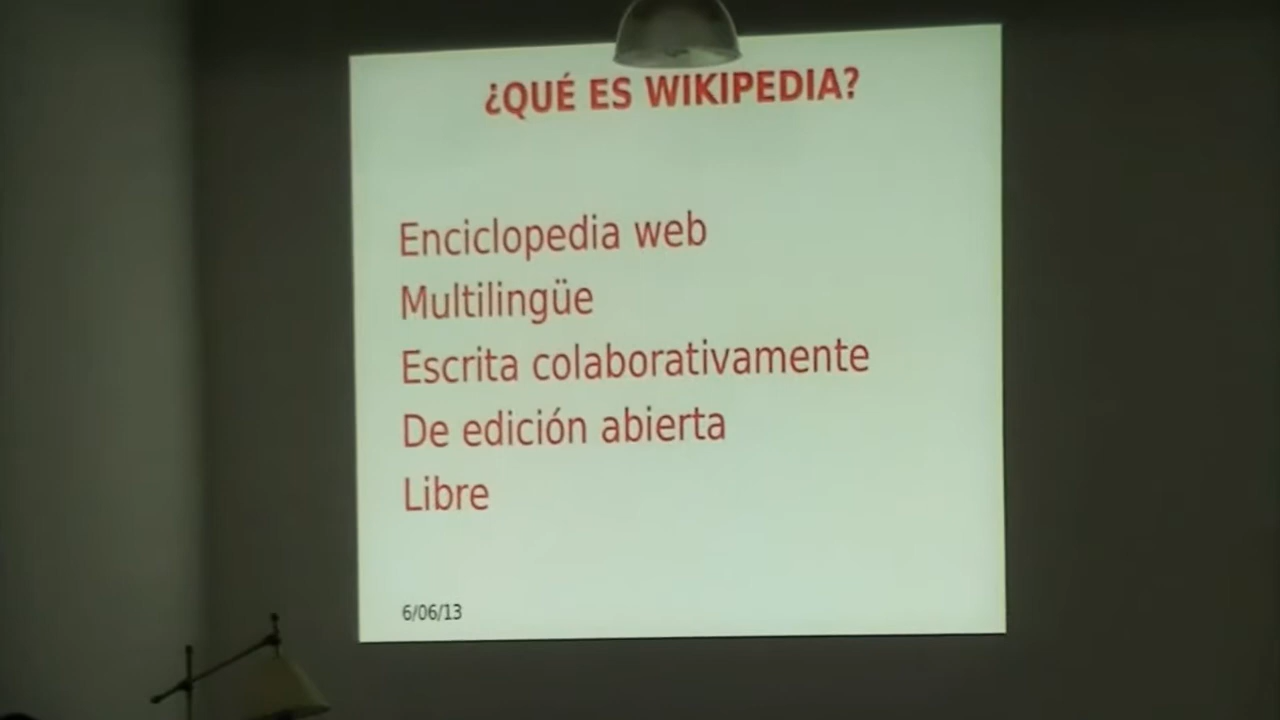 ¿QUÉ ES WIKIPEDIA?
Enciclopedia web
Multilingüe
Escrita colaborativamente
De edición abierta
Libre
6/06/13